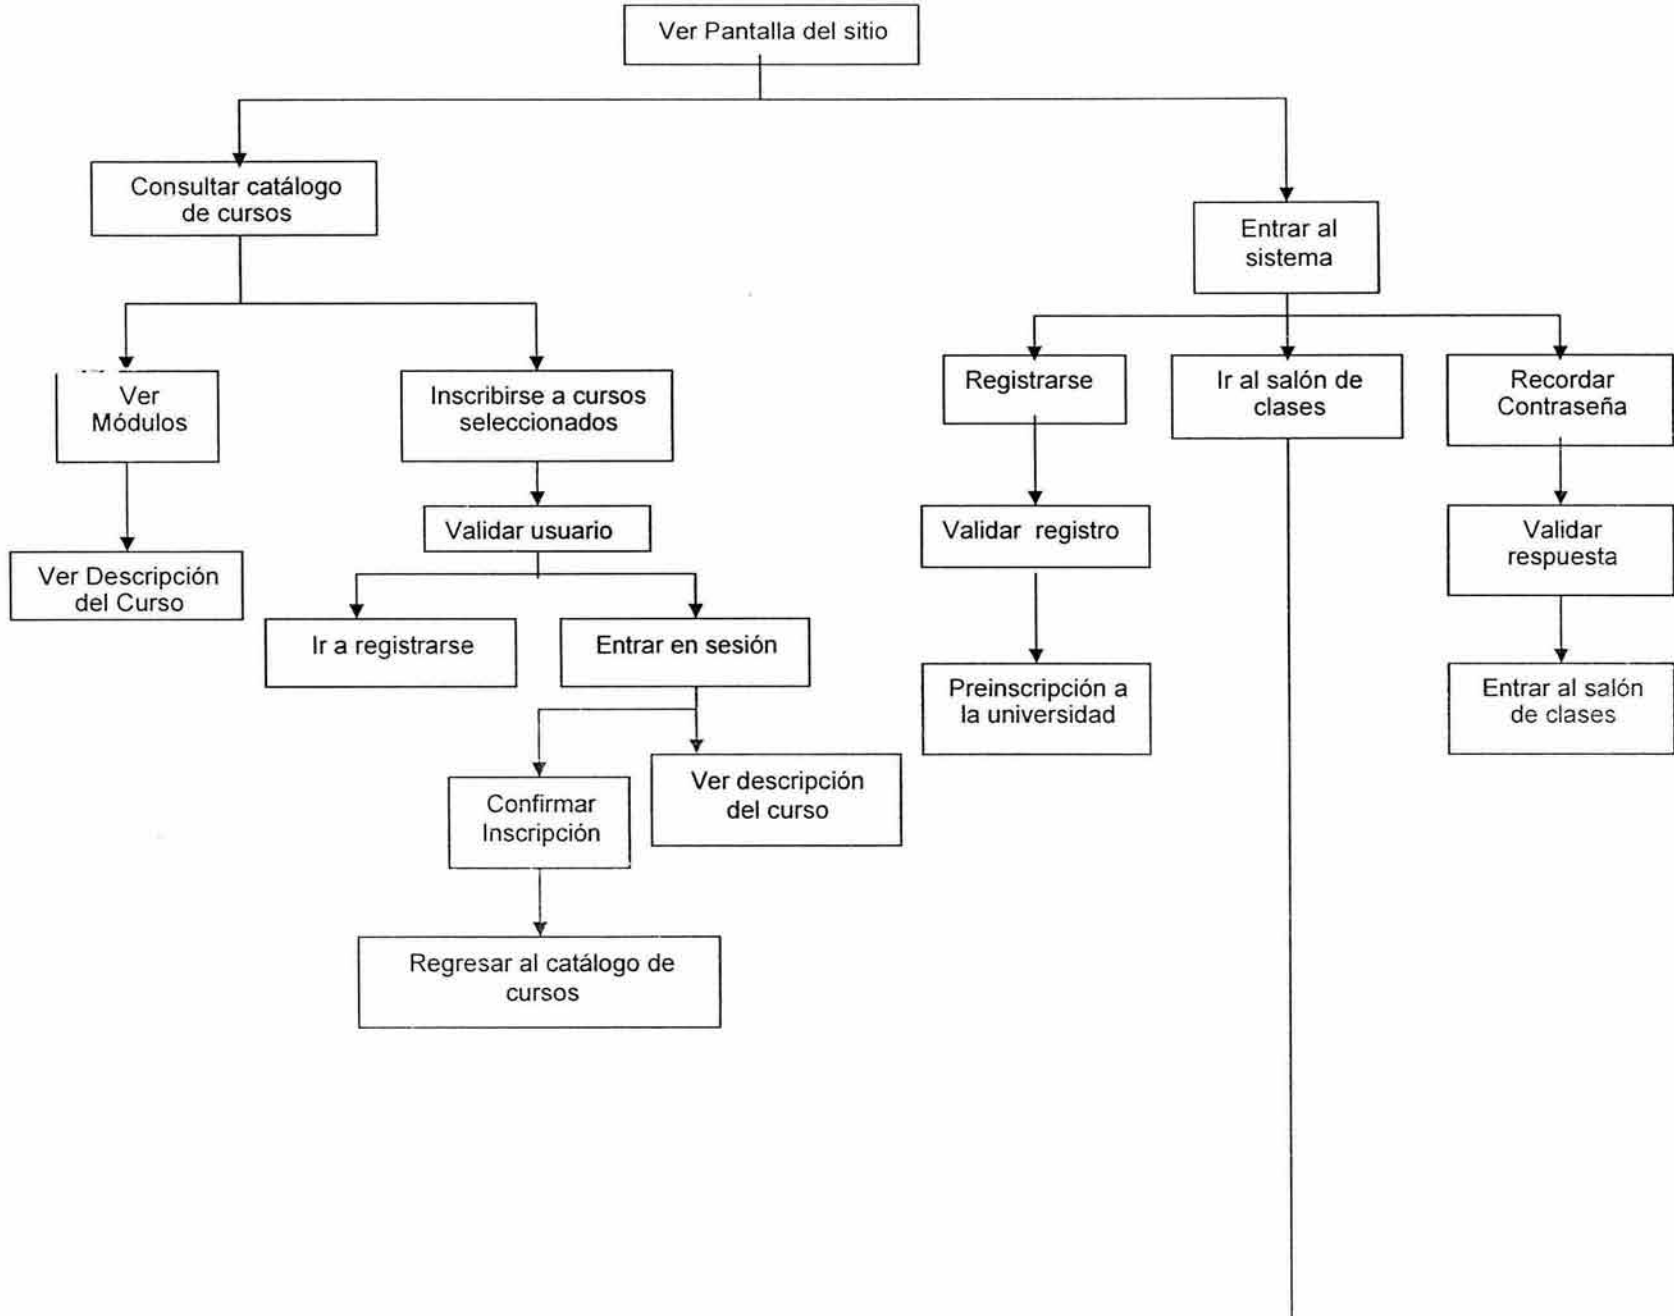 Ver Pantalla del sitio
Consultar catálogo
de cursos
Entrar al
sistema
Ver
Módulos
Inscribirse a cursos
seleccionados
Registrarse
Ir al salón de
clases
Recordar
Contraseña
Validar usuario
Validar registro
Validar
respuesta
Ver Descripción
del Curso
Ir a registrarse
Entrar en sesión
Preinscripción a
la universidad
Entrar al salón
de clases
Confirmar
Inscripción
Ver descripción
del curso
Regresar al catálogo de
cursos